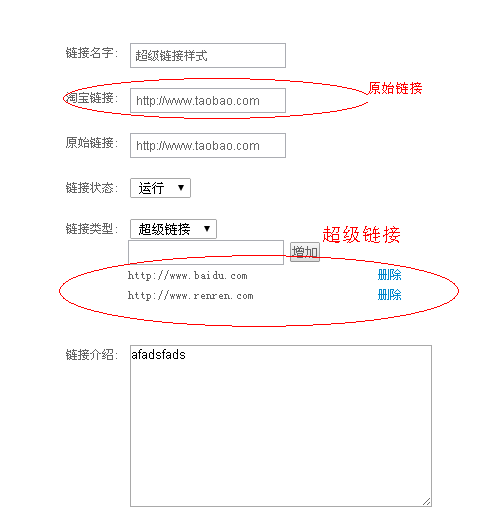 链接名字: 超级链接样式
淘宝链接: http://www.taobao.com 原始链接
原始链接: http://www.taobao.com
链接状态: 运行
链接类型: 超级链接 超级链接
增加
http://www.baidu.com 删除
http://www.renren.com 删除
链接介绍: afadsfads